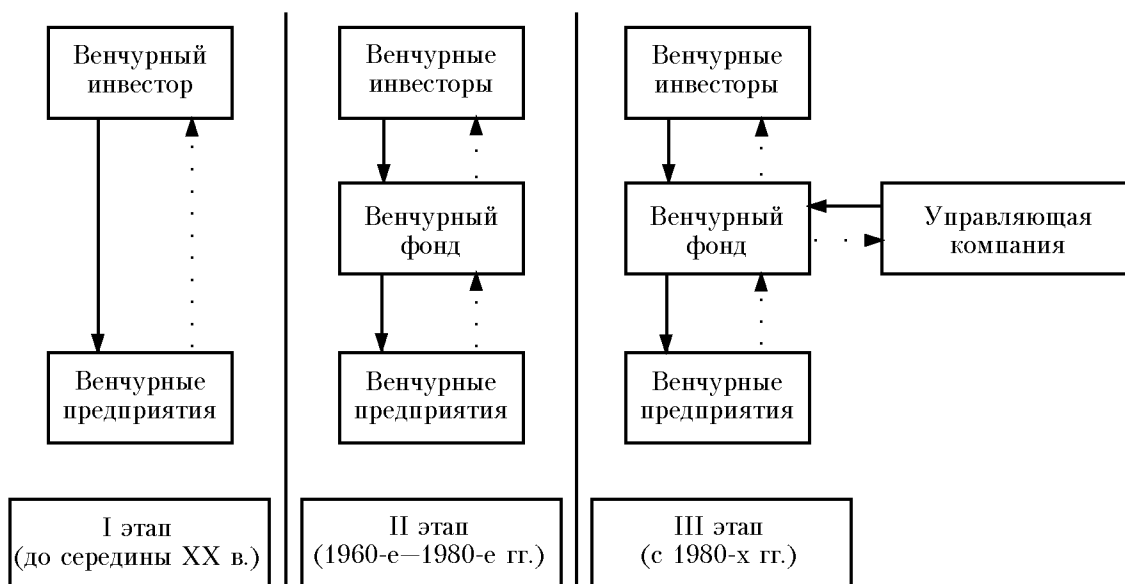 Венчурный
инвестор
Венчурные
предприятия
I этап
(до середины XX в.)
Венчурные
инвесторы
Венчурный
фонд
Венчурные
предприятия
II этап
(1960-е—1980-е гг.)
Венчурные
инвесторы
Венчурный
фонд
Управляющая
компания
Венчурные
предприятия
III этап
(с 1980-х гг.)